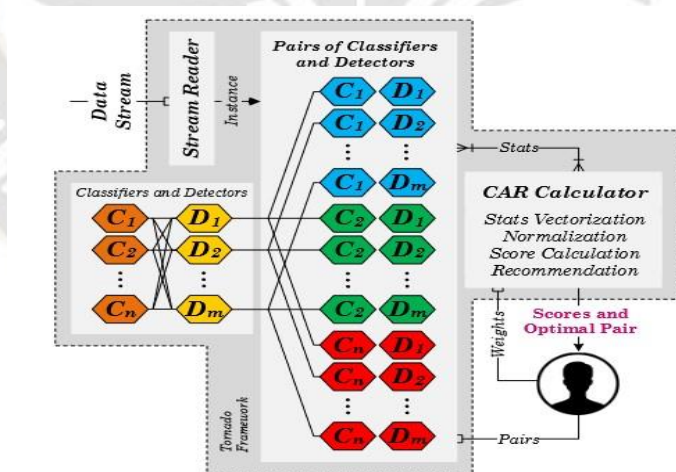 Pairs of Classifiers
and Detectors
Data
Stream
Stream Reader
Instance
C1 D1
C1 D2
C1 Dm
C2 D1
C2 D2
C2 Dm
Cn D1
Cn D2
Cn Dm
Classifiers and Detectors
C1 D1
C2 D2
Cn Dm
Stats
CAR Calculator
Stats Vectorization
Normalization
Score Calculation
Recommendation
Weights
Scores and
Optimal Pair
Pairs
Tornado
Framework